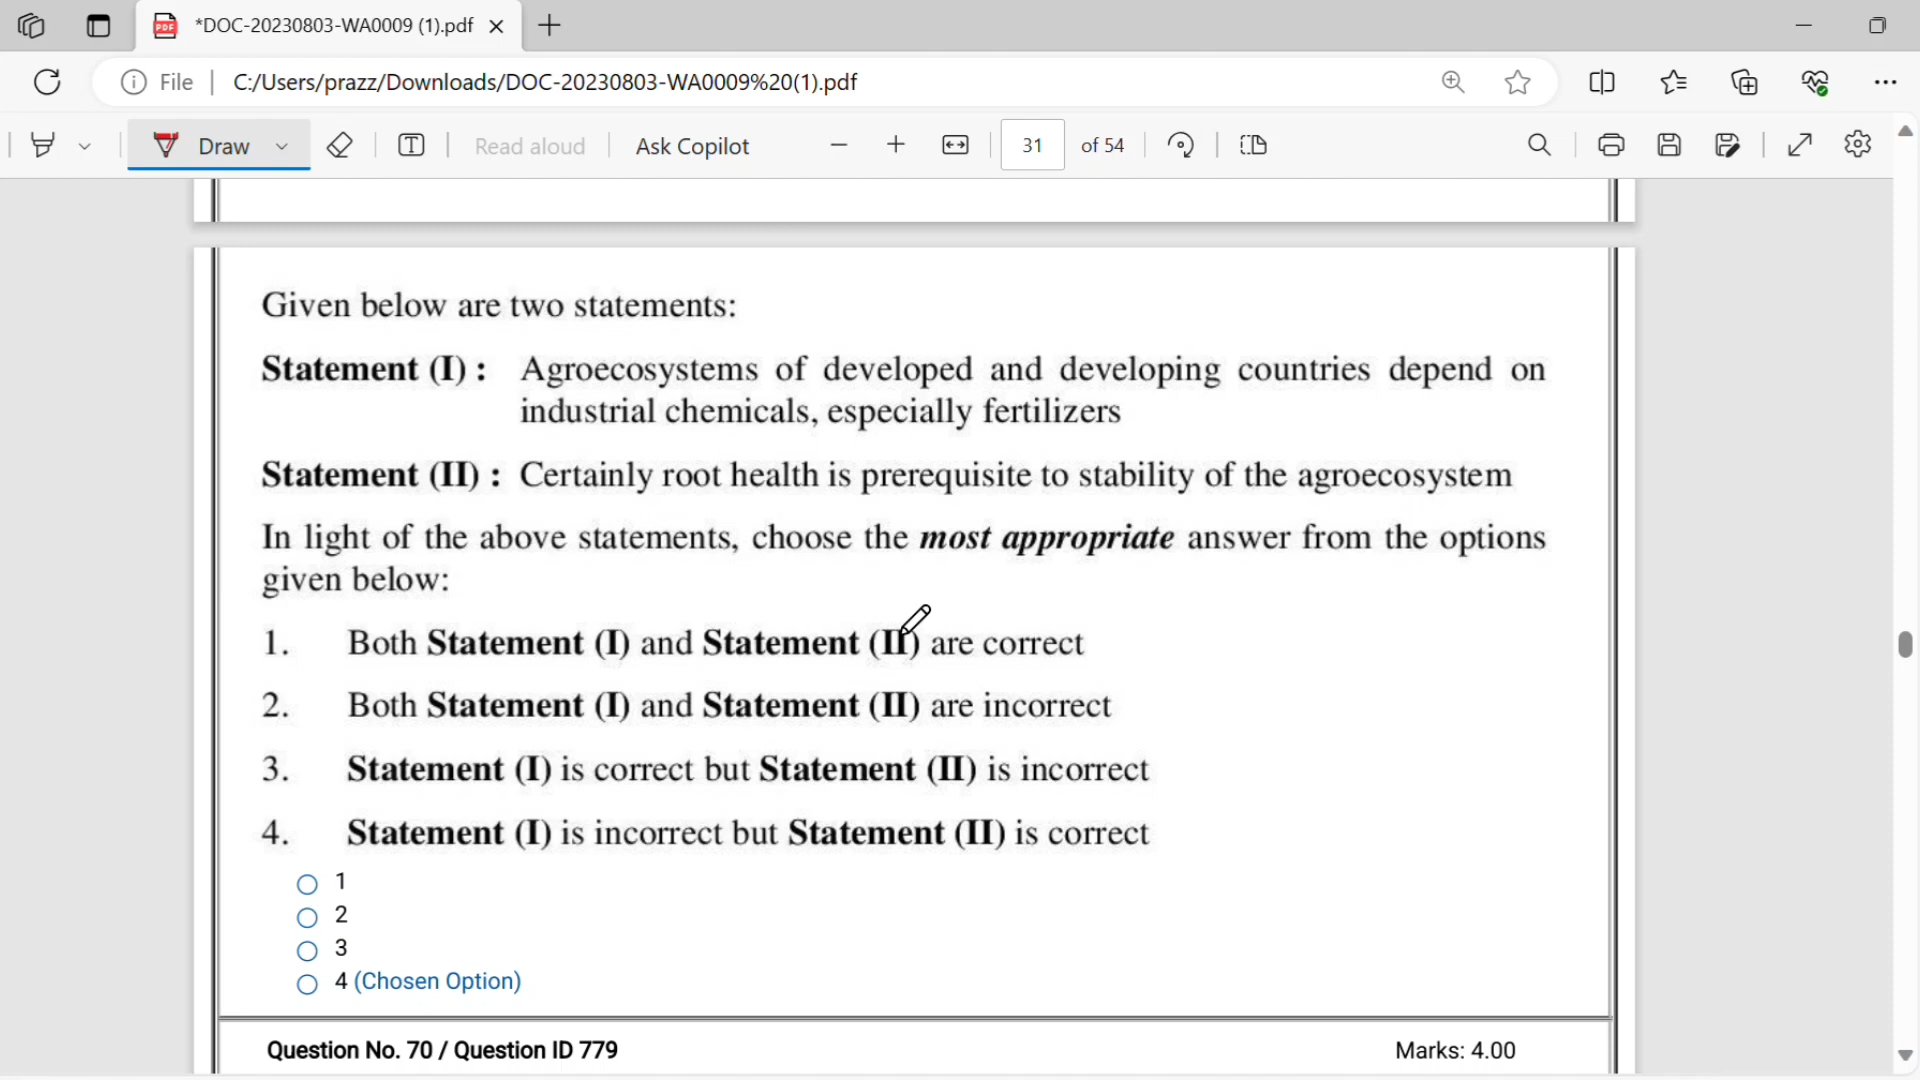 *DOC-20230803-WA0009 (1).pdf
File
C:/Users/prazz/Downloads/DOC-20230803-WA0009%20(1).pdf
Draw
Read aloud
Ask Copilot
31
of 54
Given below are two statements:
Statement (I) : Agroecosystems of developed and developing countries depend on
industrial chemicals, especially fertilizers
Statement (II) : Certainly root health is prerequisite to stability of the agroecosystem
In light of the above statements, choose the most appropriate answer from the options
given below:
1. Both Statement (I) and Statement (II) are correct
2. Both Statement (I) and Statement (II) are incorrect
3. Statement (I) is correct but Statement (II) is incorrect
4. Statement (I) is incorrect but Statement (II) is correct
1
2
3
4 (Chosen Option)
Question No. 70 / Question ID 779
Marks: 4.00